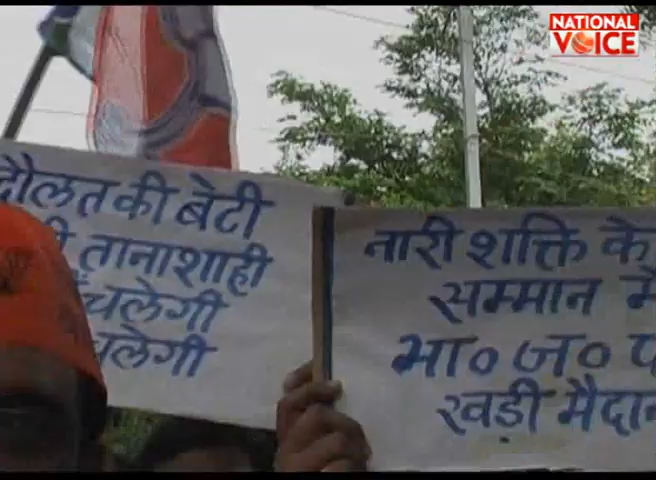 NATIONAL
VOICE
दौलत की बेटी
की तानाशाही
चलेगी
चलेगी
नारी शक्ति के
सम्मान में
भा० ज० प
खड़ी मैदान